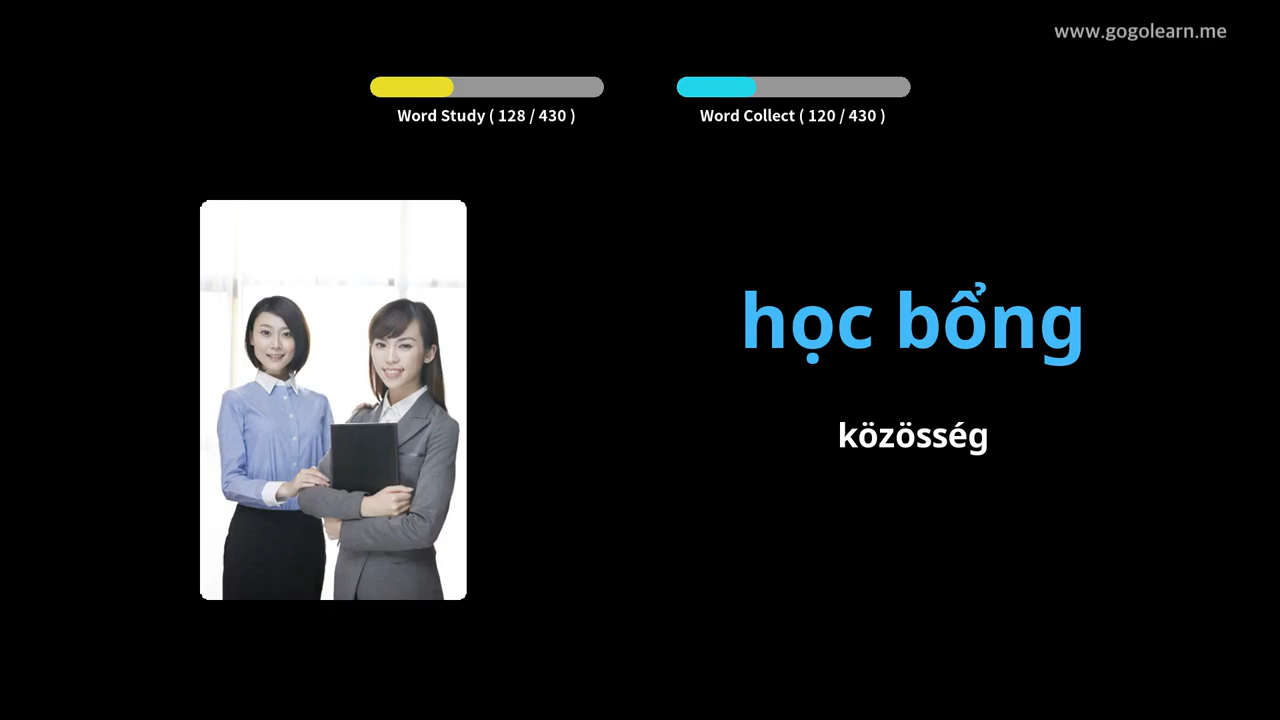 www.gogolearn.me
Word Study ( 128 / 430 )
Word Collect ( 120 / 430 )
học bổng
közösség